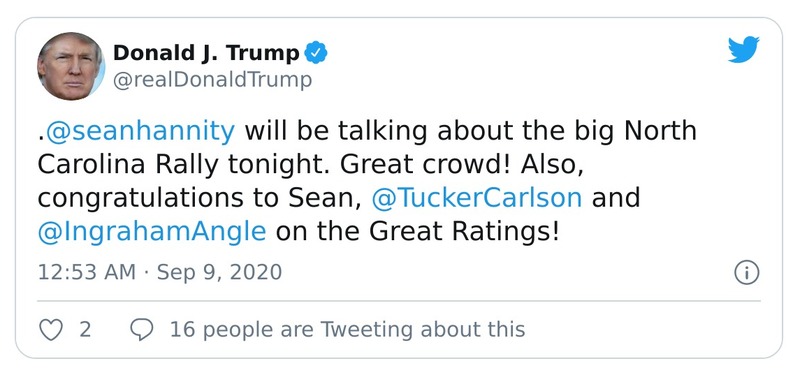 Donald J. Trump
@realDonaldTrump
.@seanhannity will be talking about the big North
Carolina Rally tonight. Great crowd! Also,
congratulations to Sean, @TuckerCarlson and
@IngrahamAngle on the Great Ratings!
12:53 AM · Sep 9, 2020
2 16 people are Tweeting about this